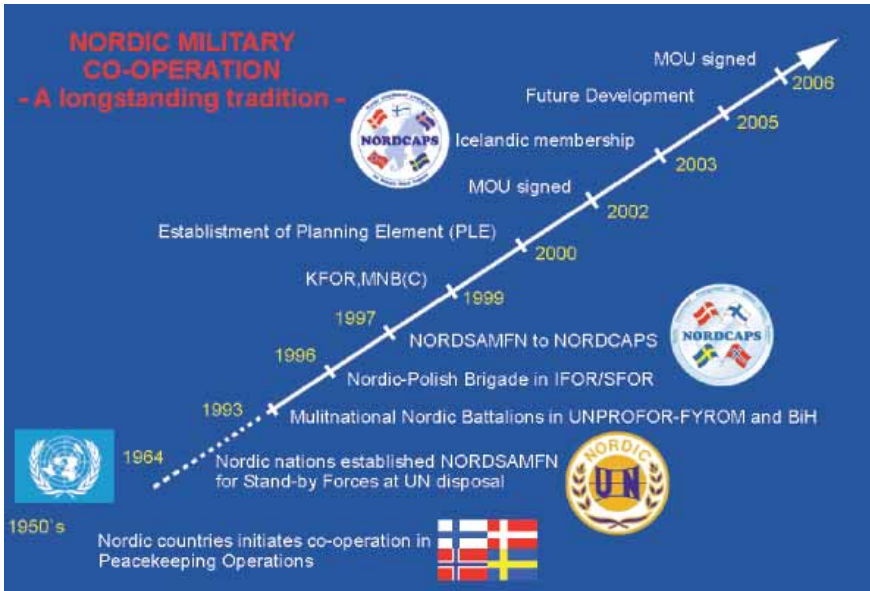 NORDIC MILITARY
CO-OPERATION
- A longstanding tradition -
MOU signed
2006
Future Development
2005
NORDCAPS
Icelandic membership
2003
MOU signed
2002
Establistment of Planning Element (PLE)
2000
KFOR,MNB(C)
1999
1997
NORDSAMFN to NORDCAPS
NORDCAPS
1996
Nordic-Polish Brigade in IFOR/SFOR
1993
Mulitnational Nordic Battalions in UNPROFOR-FYROM and BiH
1964
Nordic nations established NORDSAMFN
for Stand-by Forces at UN disposal
NORDIC
UN
1950`s
Nordic countries initiates co-operation in
Peacekeeping Operations